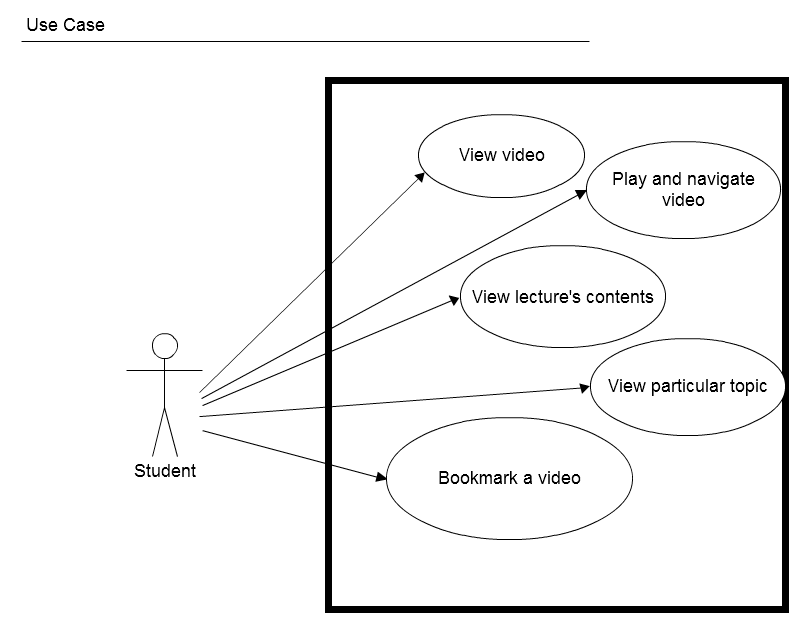 Use Case
View video
Play and navigate
video
View lecture's contents
View particular topic
Student
Bookmark a video